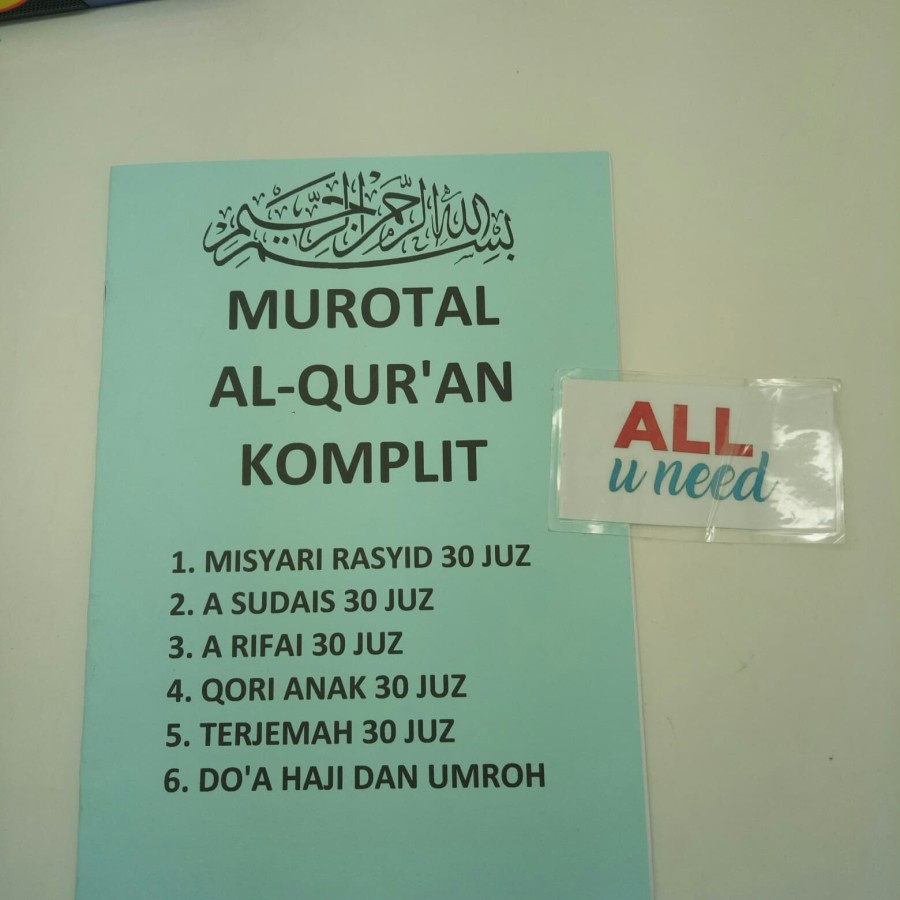 بسم الله الرحمن الرحيم
MUROTAL
AL-QUR'AN
KOMPLIT
1. MISYARI RASYID 30 JUZ
2. A SUDAIS 30 JUZ
3. A RIFAI 30 JUZ
4. QORI ANAK 30 JUZ
5. TERJEMAH 30 JUZ
6. DO'A HAJI DAN UMROH
ALL
u need